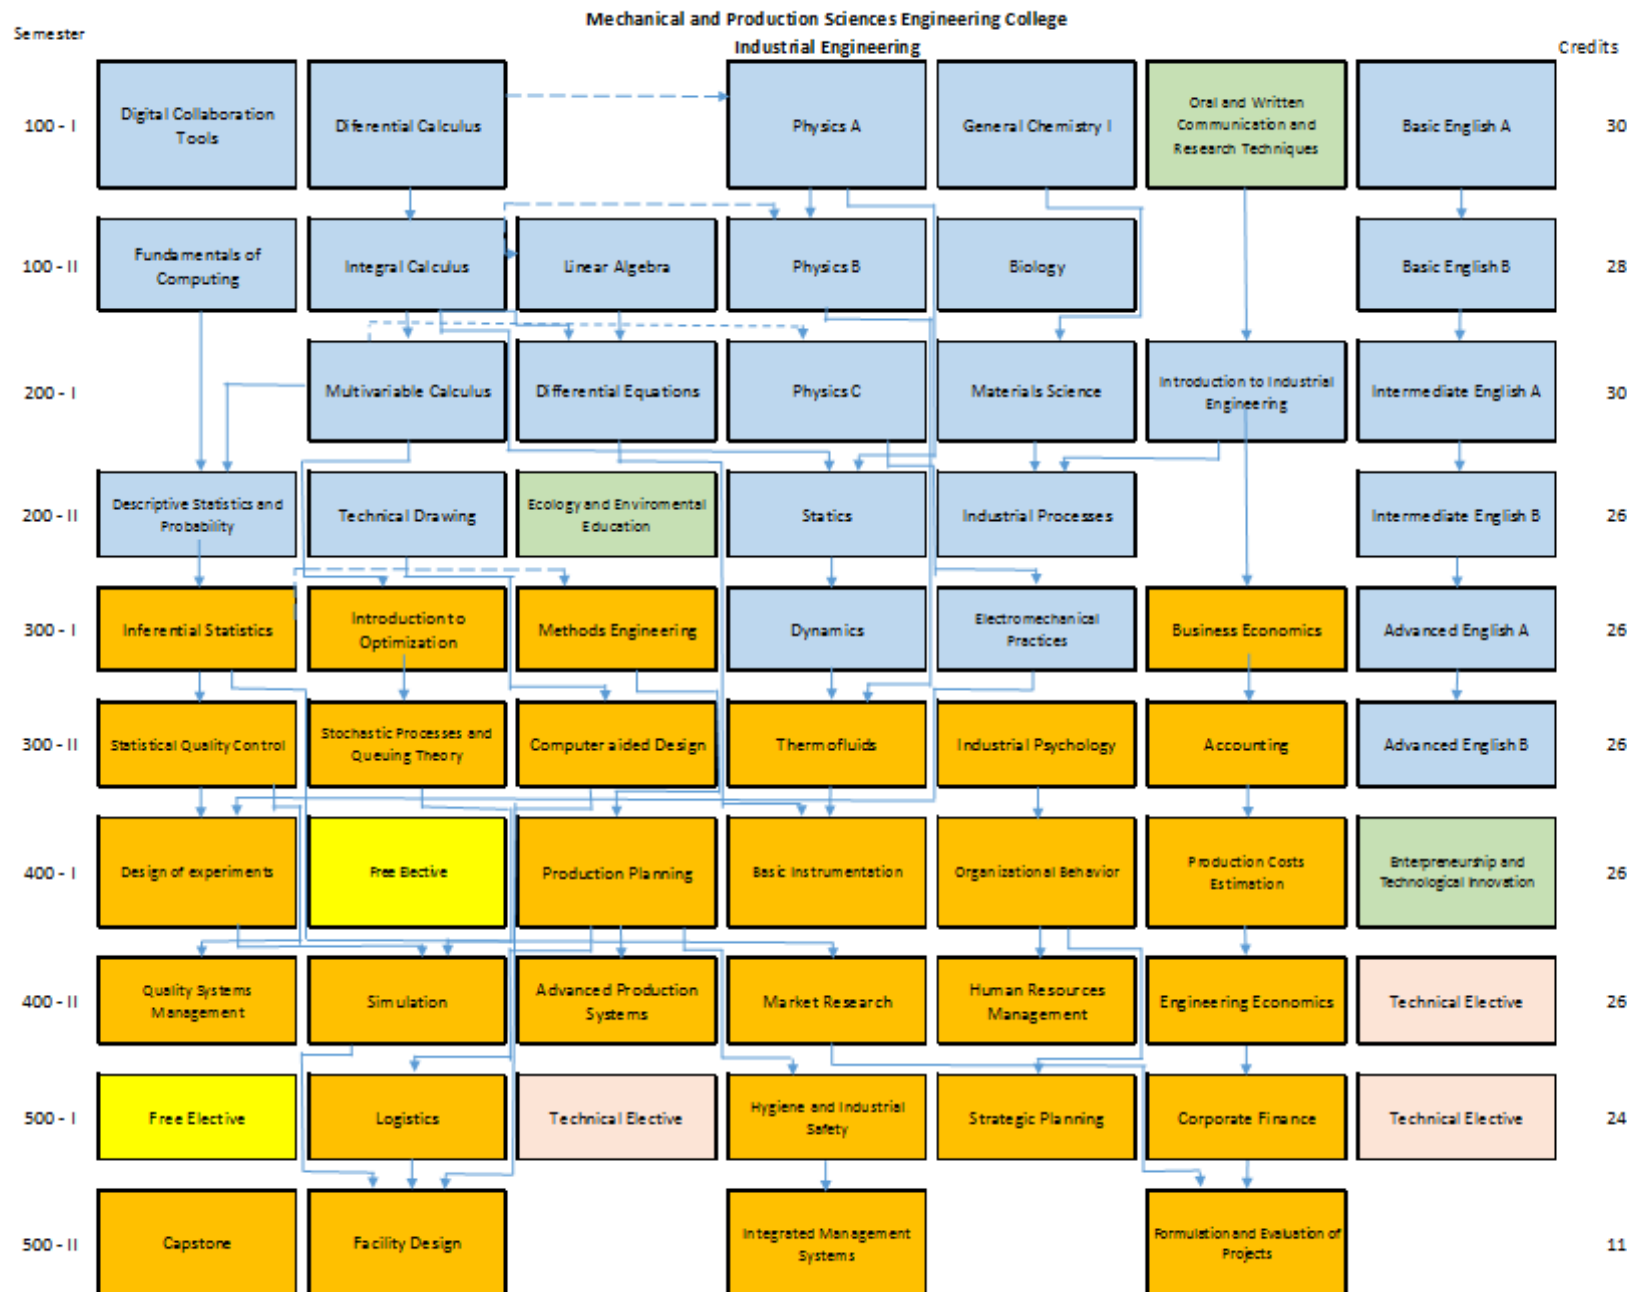 Mechanical and Production Sciences Engineering College
Semester
Industrial Engineering
Credits
100 - I
Digital Collaboration
Tools
Diferential Calculus
Physics A
General Chemistry I
Oral and Written
Communication and
Research Techniques
Basic English A
30
100 - II
Fundamentals of
Computing
Integral Calculus
Linear Algebra
Physics B
Biology
Basic English B
28
200 - I
Multivariable Calculus
Differential Equations
Physics C
Materials Science
Introduction to Industrial
Engineering
Intermediate English A
30
200 - II
Descriptive Statistics and
Probability
Technical Drawing
Ecology and Enviromental
Education
Statics
Industrial Processes
Intermediate English B
26
300 - I
Inferential Statistics
Introduction to
Optimization
Methods Engineering
Dynamics
Electromechanical
Practices
Business Economics
Advanced English A
26
300 - II
Statistical Quality Control
Stochastic Processes and
Queuing Theory
Computer aided Design
Thermofluids
Industrial Psychology
Accounting
Advanced English B
26
400 - I
Design of experiments
Free Elective
Production Planning
Basic Instrumentation
Organizational Behavior
Production Costs
Estimation
Enterpreneurship and
Technological Innovation
26
400 - II
Quality Systems
Management
Simulation
Advanced Production
Systems
Market Research
Human Resources
Management
Engineering Economics
Technical Elective
26
500 - I
Free Elective
Logistics
Technical Elective
Hygiene and Industrial
Safety
Strategic Planning
Corporate Finance
Technical Elective
24
500 - II
Capstone
Facility Design
Integrated Management
Systems
Formulation and Evaluation of
Projects
11